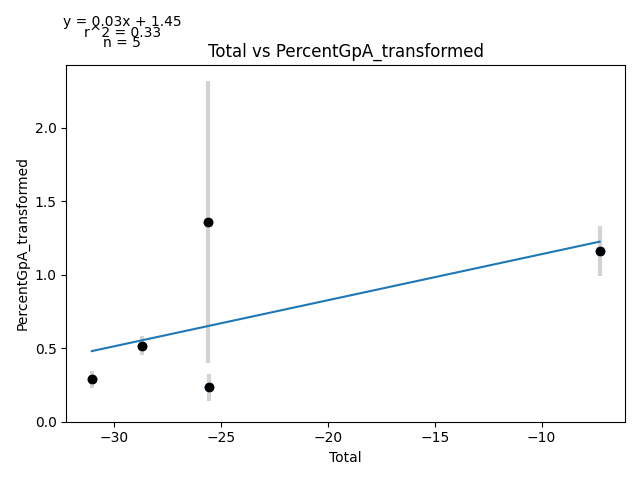 y = 0.03x + 1.45
r^2 = 0.33
n = 5
Total vs PercentGpA_transformed
PercentGpA_transformed
2.0
1.5
1.0
0.5
0.0
−30
−25
−20
−15
−10
Total